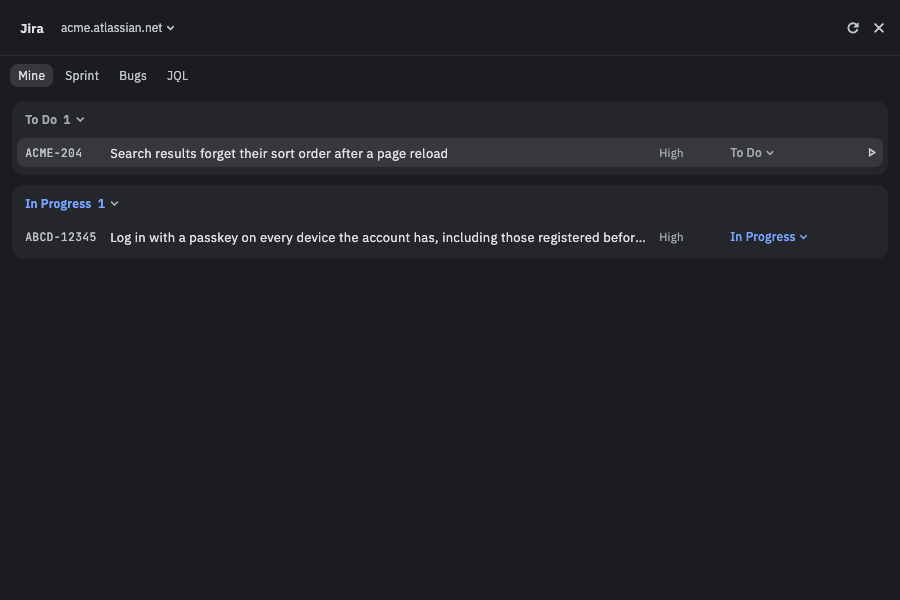 Jira acme.atlassian.net
Mine Sprint Bugs JQL
To Do 1
ACME-204 Search results forget their sort order after a page reload High To Do
In Progress 1
ABCD-12345 Log in with a passkey on every device the account has, including those registered befor... High In Progress